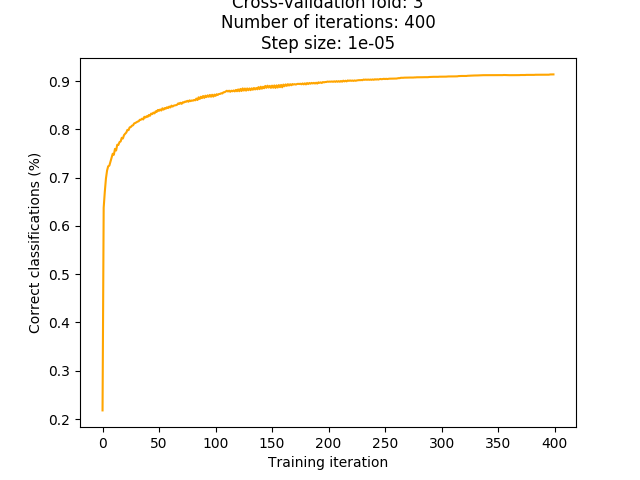 Cross-validation fold: 3
Number of iterations: 400
Step size: 1e-05
0.9
0.8
0.7
0.6
0.5
0.4
0.3
0.2
Correct classifications (%)
0 50 100 150 200 250 300 350 400
Training iteration